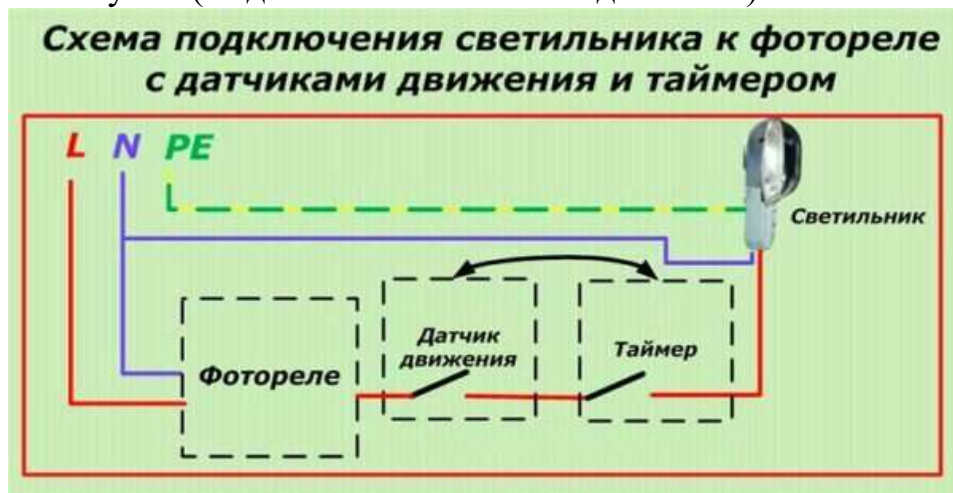 Схема подключения светильника к фотореле
с датчиками движения и таймером
L N PE
Светильник
Датчик
движения
Таймер
Фотореле